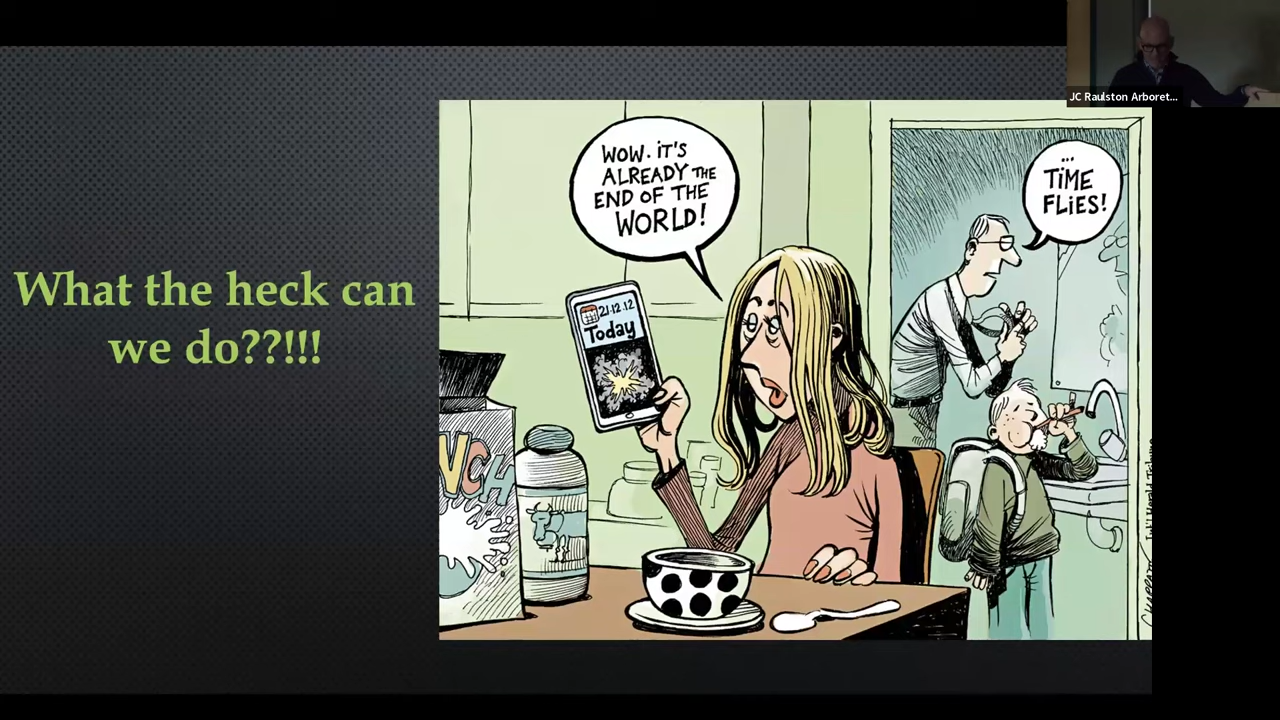 JC Raulston Arboret...
What the heck can
we do??!!!
WOW. IT'S
ALREADY THE
END OF THE
WORLD!
...
TIME
FLIES!
21.12.12
Today